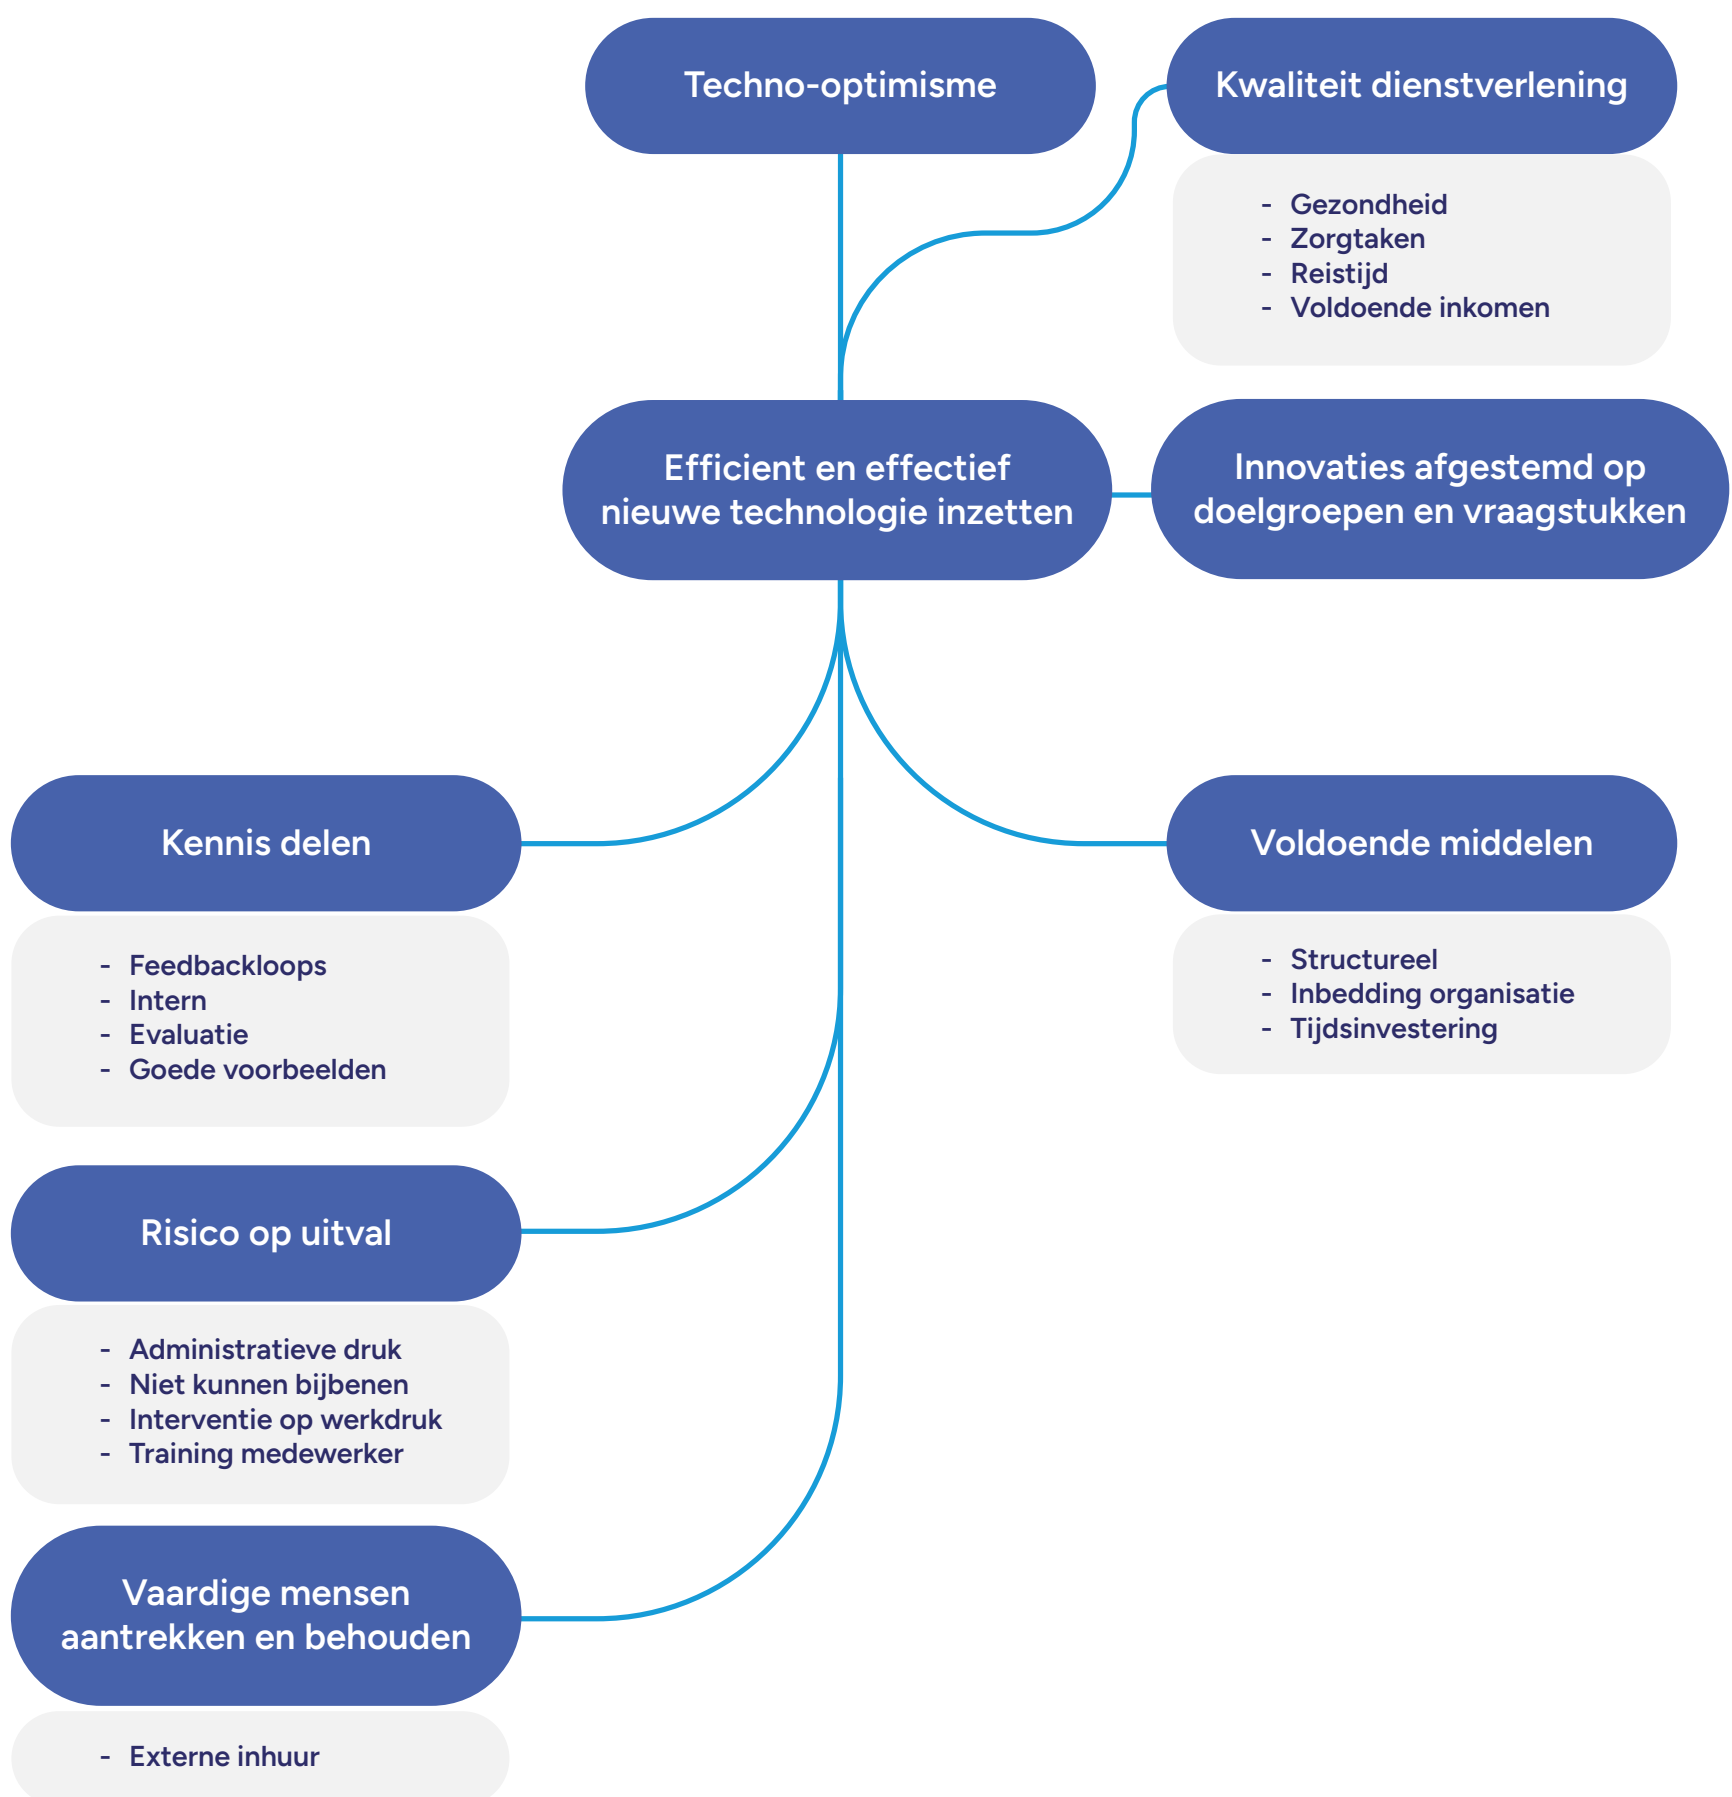 Techno-optimisme
Kwaliteit dienstverlening
- Gezondheid
- Zorgtaken
- Reistijd
- Voldoende inkomen
Efficient en effectief
nieuwe technologie inzetten
Innovaties afgestemd op
doelgroepen en vraagstukken
Kennis delen
- Feedbackloops
- Intern
- Evaluatie
- Goede voorbeelden
Voldoende middelen
- Structureel
- Inbedding organisatie
- Tijdsinvestering
Risico op uitval
- Administratieve druk
- Niet kunnen bijbenen
- Interventie op werkdruk
- Training medewerker
Vaardige mensen
aantrekken en behouden
- Externe inhuur